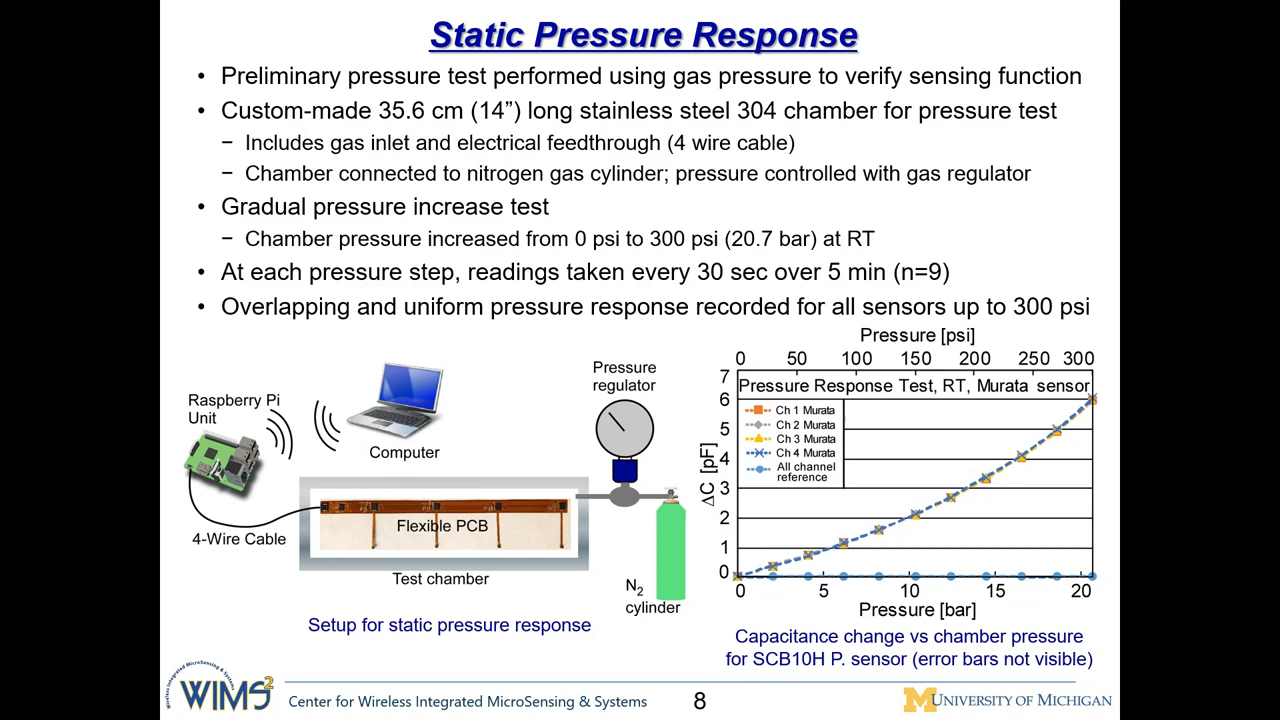 Static Pressure Response
• Preliminary pressure test performed using gas pressure to verify sensing function
• Custom-made 35.6 cm (14”) long stainless steel 304 chamber for pressure test
− Includes gas inlet and electrical feedthrough (4 wire cable)
− Chamber connected to nitrogen gas cylinder; pressure controlled with gas regulator
• Gradual pressure increase test
− Chamber pressure increased from 0 psi to 300 psi (20.7 bar) at RT
• At each pressure step, readings taken every 30 sec over 5 min (n=9)
• Overlapping and uniform pressure response recorded for all sensors up to 300 psi
Raspberry Pi
Unit
Computer
Pressure
regulator
4-Wire Cable
Flexible PCB
Test chamber
N2
cylinder
Setup for static pressure response
Pressure [psi]
0 50 100 150 200 250 300
Pressure Response Test, RT, Murata sensor
Ch 1 Murata
Ch 2 Murata
Ch 3 Murata
Ch 4 Murata
All channel
reference
ΔC [pF]
7
6
5
4
3
2
1
0
0 5 10 15 20
Pressure [bar]
Capacitance change vs chamber pressure
for SCB10H P. sensor (error bars not visible)
Wireless Integrated MicroSensing & Systems
WIMS2
Center for Wireless Integrated MicroSensing & Systems
8
M UNIVERSITY OF MICHIGAN